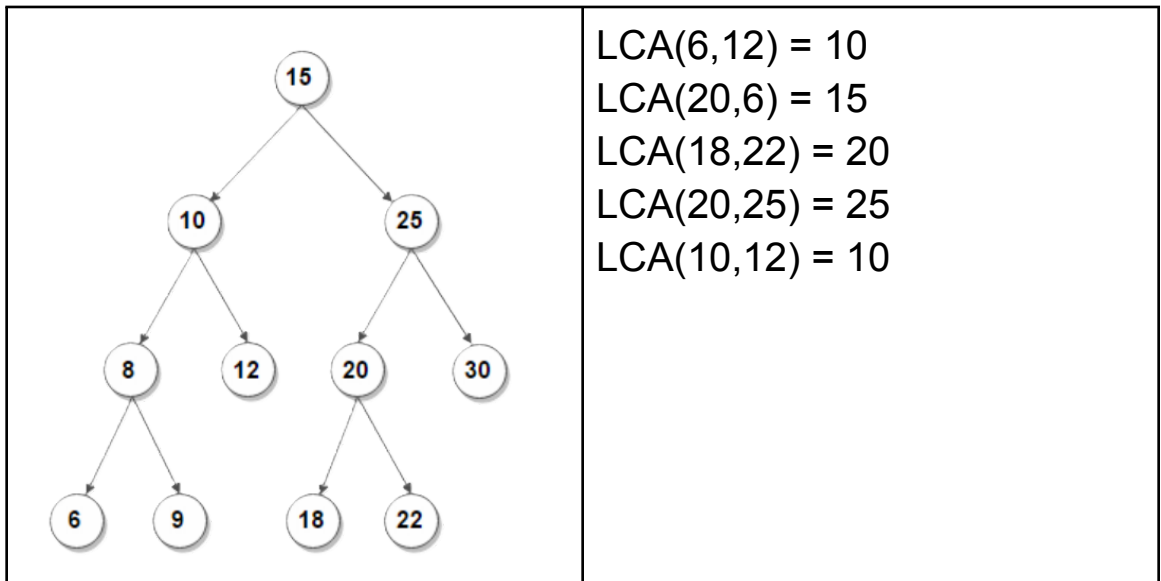 15
10
25
8
12
20
30
6
9
18
22
LCA(6,12) = 10
LCA(20,6) = 15
LCA(18,22) = 20
LCA(20,25) = 25
LCA(10,12) = 10